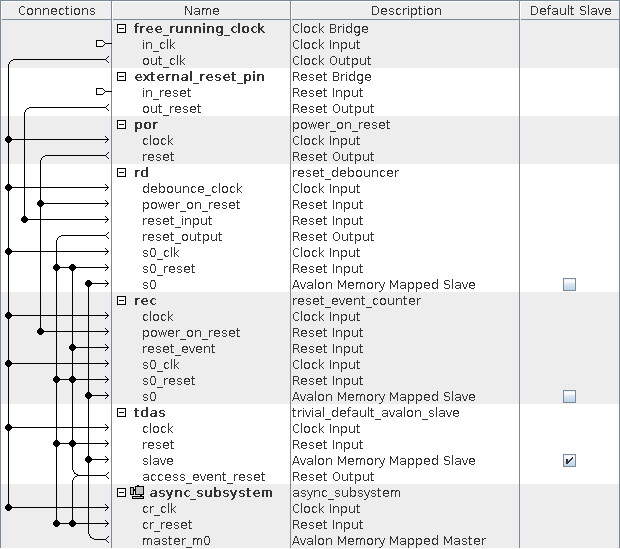 Connections Name Description Default Slave
free_running_clock Clock Bridge
in_clk Clock Input
out_clk Clock Output
external_reset_pin Reset Bridge
in_reset Reset Input
out_reset Reset Output
por power_on_reset
clock Clock Input
reset Reset Output
rd reset_debouncer
debounce_clock Clock Input
power_on_reset Reset Input
reset_input Reset Input
reset_output Reset Output
s0_clk Clock Input
s0_reset Reset Input
s0 Avalon Memory Mapped Slave
rec reset_event_counter
clock Clock Input
power_on_reset Reset Input
reset_event Reset Input
s0_clk Clock Input
s0_reset Reset Input
s0 Avalon Memory Mapped Slave
tdas trivial_default_avalon_slave
clock Clock Input
reset Reset Input
slave Avalon Memory Mapped Slave
access_event_reset Reset Output
async_subsystem async_subsystem
cr_clk Clock Input
cr_reset Reset Input
master_m0 Avalon Memory Mapped Master